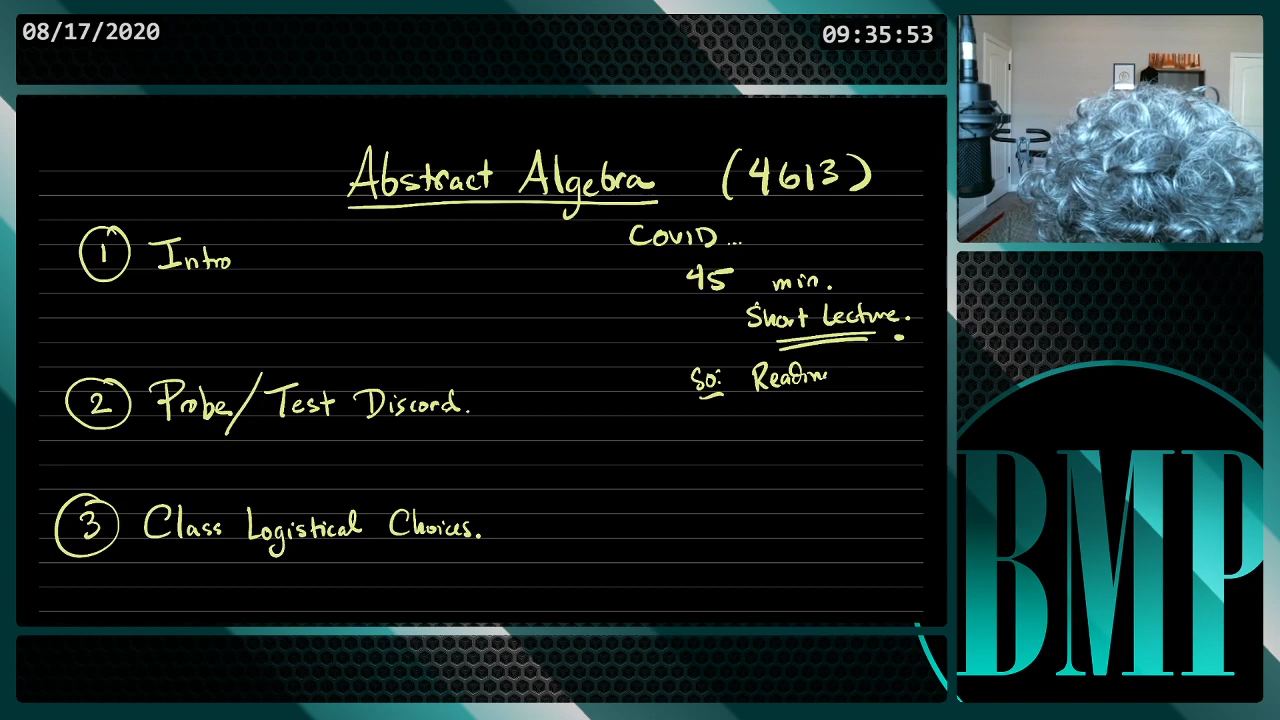 08/17/2020
09:35:53
Abstract Algebra (4613)
1 Intro
COVID...
45 min.
Short Lecture.
So:
2 Probe/Test Discord.
3 Class Logistical Choices.
BMP